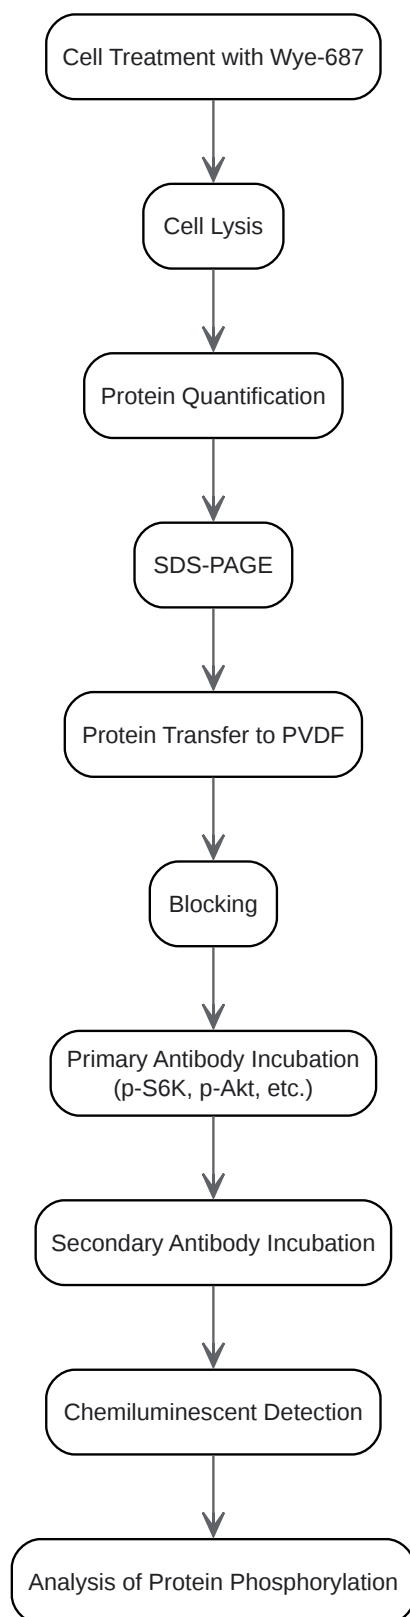 Cell Treatment with Wye-687
Cell Lysis
Protein Quantification
SDS-PAGE
Protein Transfer to PVDF
Blocking
Primary Antibody Incubation
(p-S6K, p-Akt, etc.)
Secondary Antibody Incubation
Chemiluminescent Detection
Analysis of Protein Phosphorylation